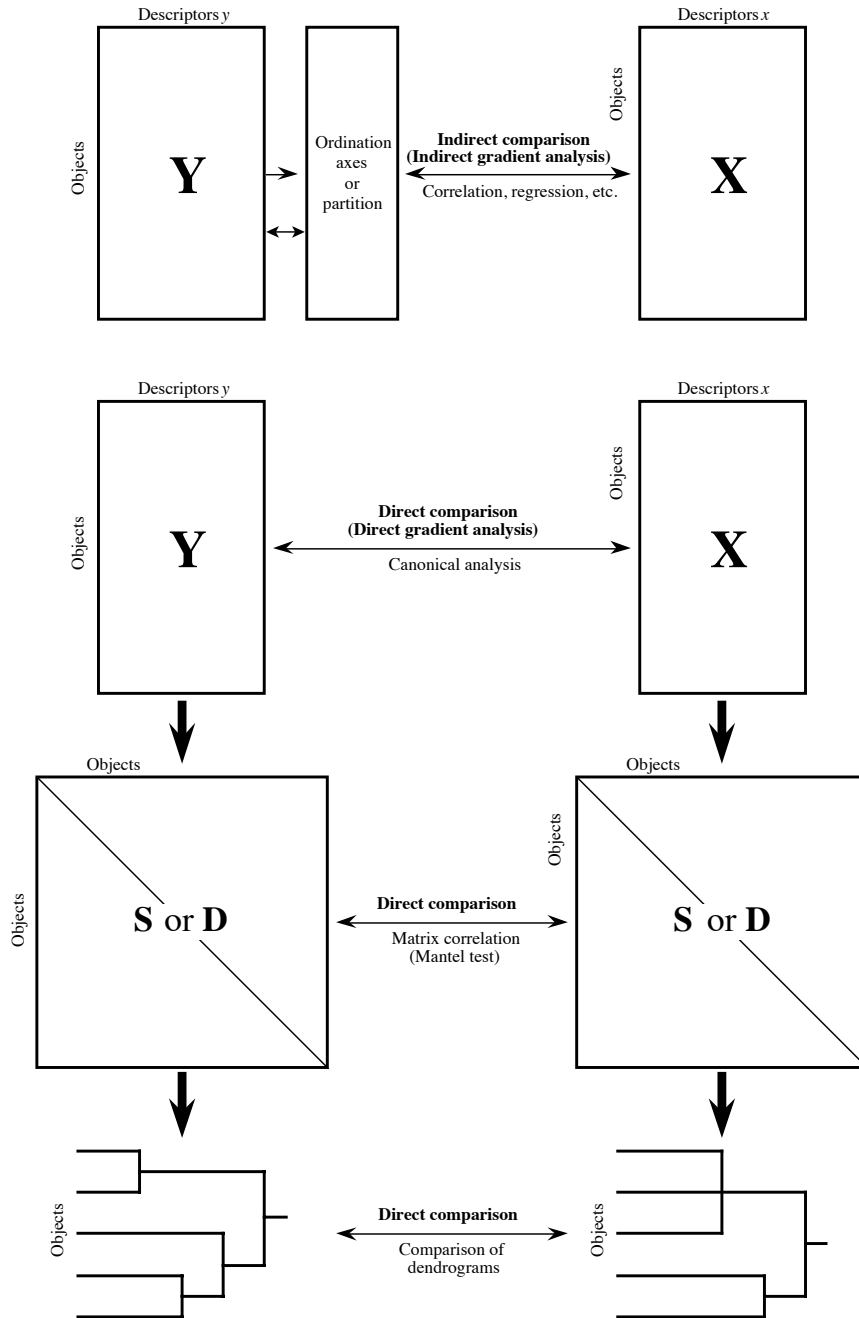 Descriptors y
Descriptors x
Objects
Y
Ordination
axes
or
partition
Indirect comparison
(Indirect gradient analysis)
Correlation, regression, etc.
Objects
X
Descriptors y
Descriptors x
Objects
Y
Direct comparison
(Direct gradient analysis)
Canonical analysis
Objects
X
Objects
Objects
Objects
S or D
Direct comparison
Matrix correlation
(Mantel test)
Objects
S or D
Objects
Direct comparison
Comparison of
dendrograms
Objects